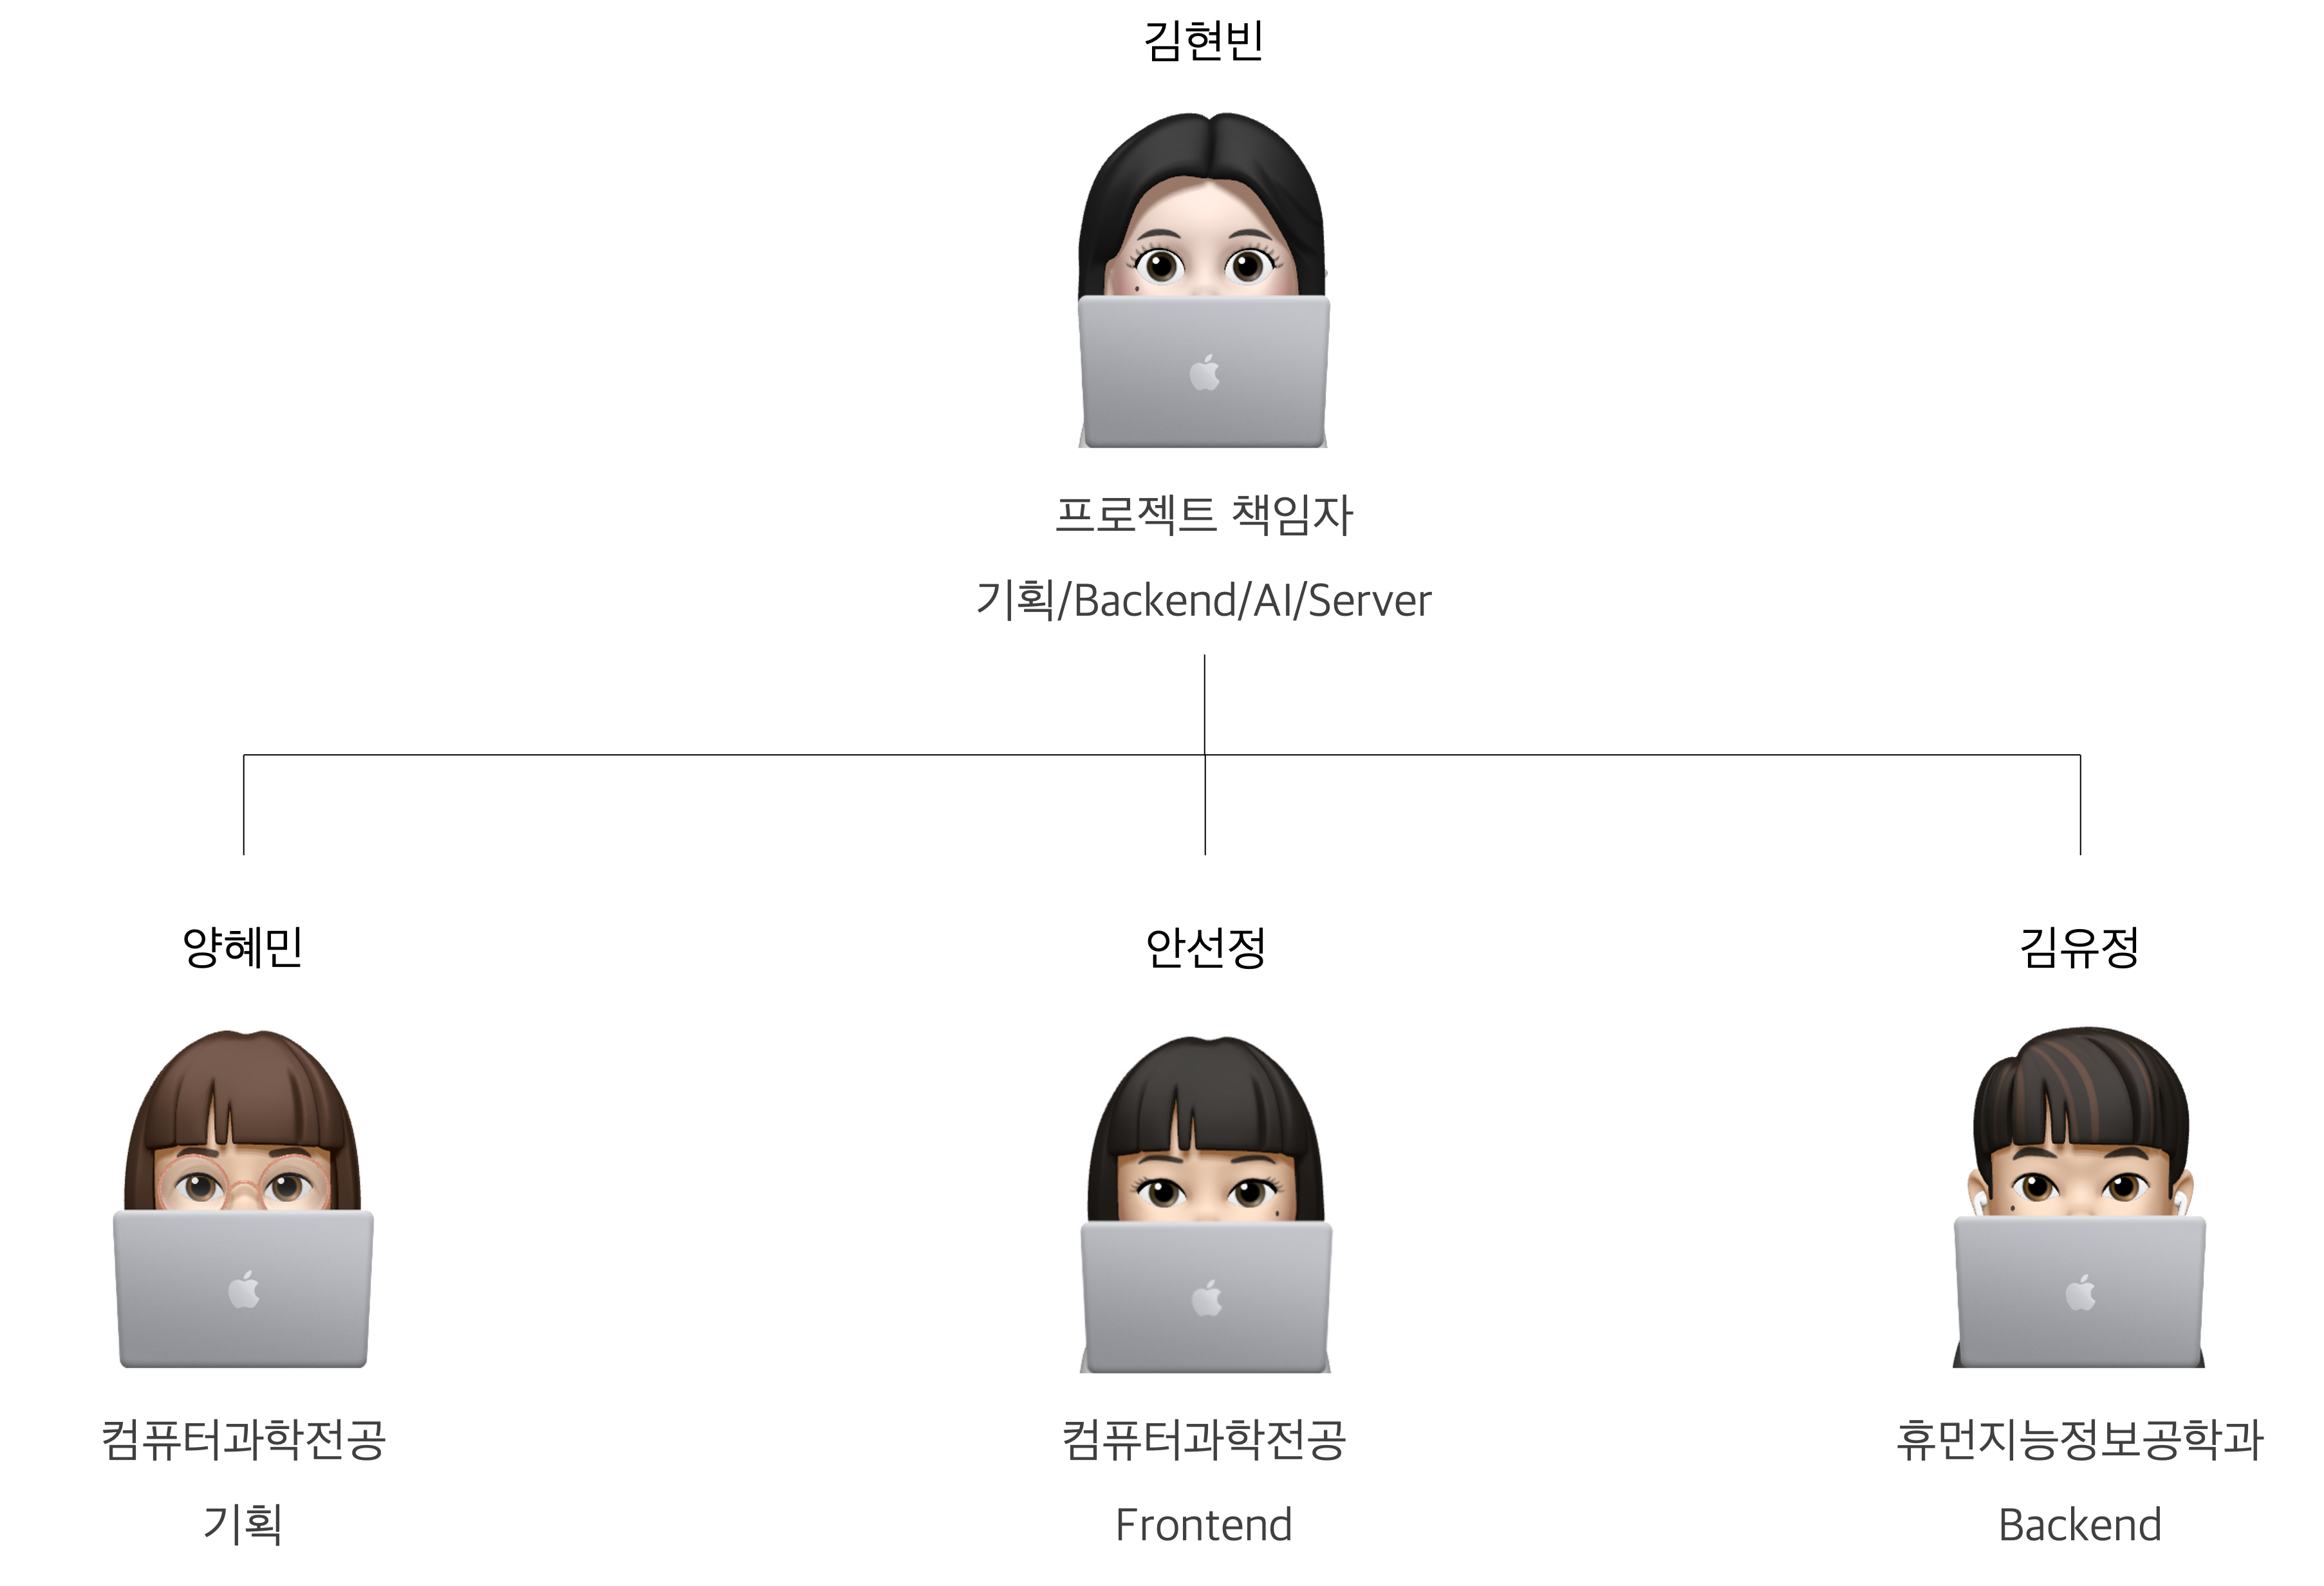 김현빈
프로젝트 책임자
기획/Backend/AI/Server
양혜민
안선정
김유정
컴퓨터과학전공
컴퓨터과학전공
휴먼지능정보공학과
기획
Frontend
Backend